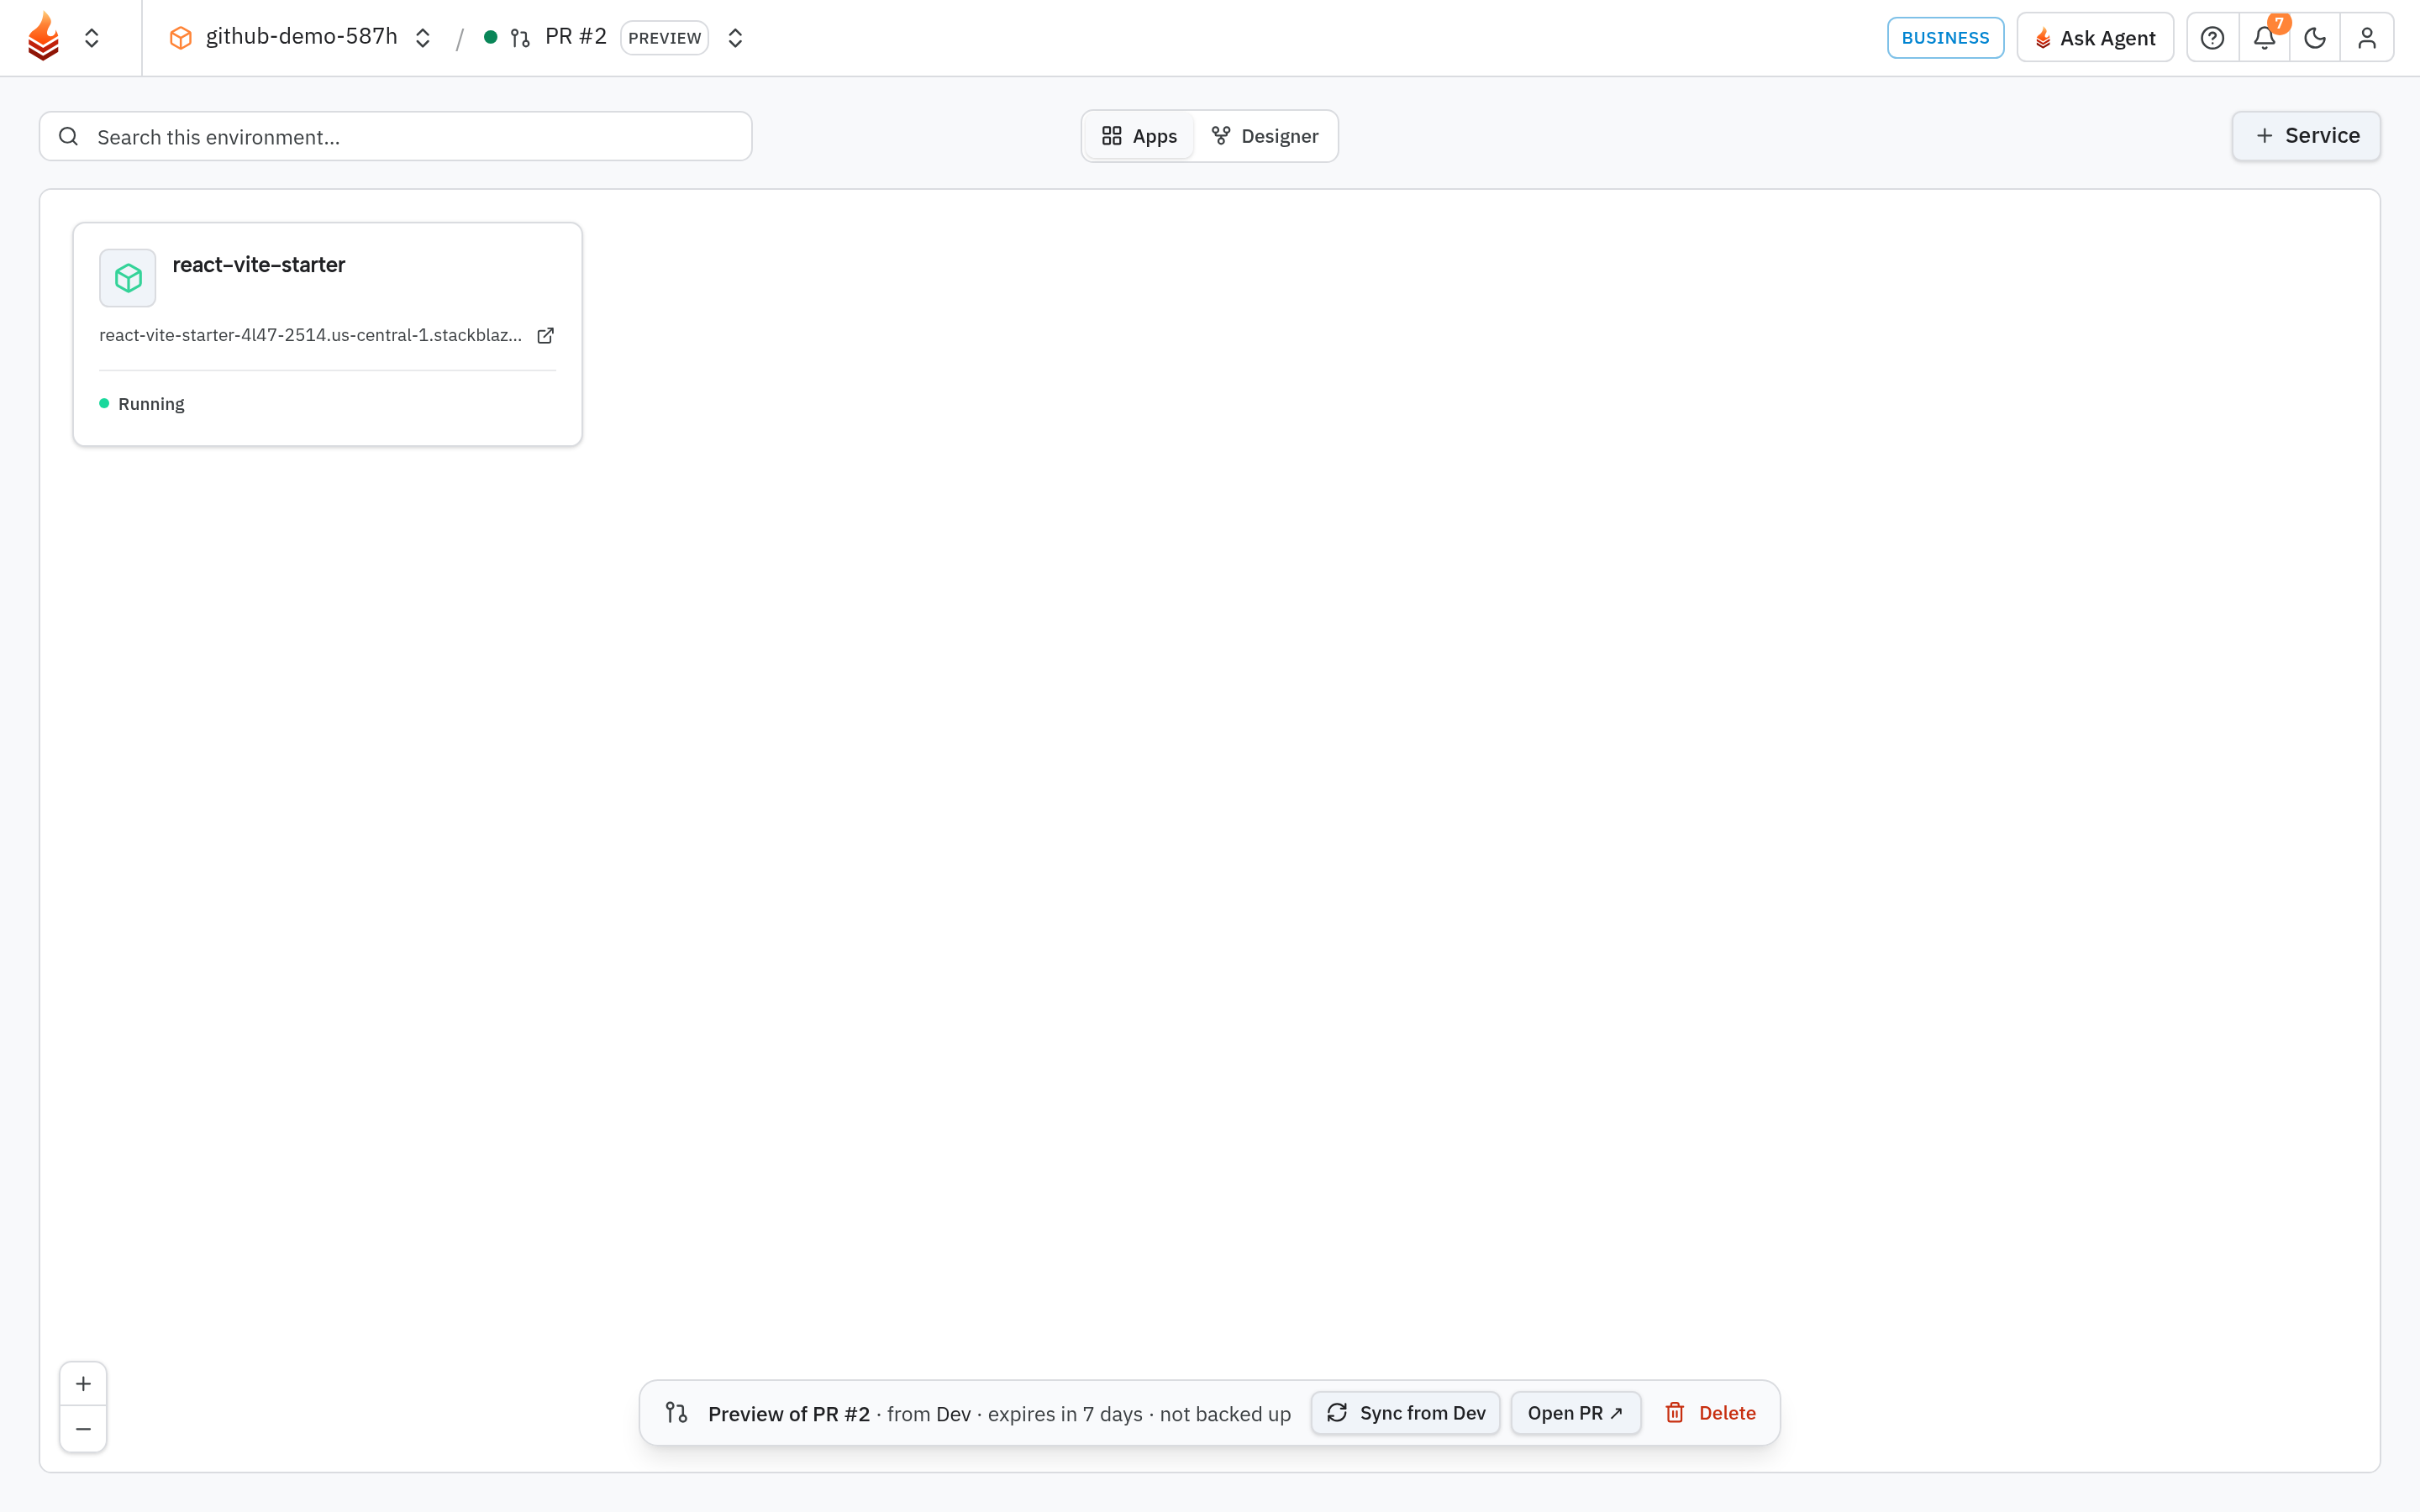 github-demo-587h / PR #2 PREVIEW
BUSINESS Ask Agent 7
Search this environment...
Apps Designer
+ Service
react-vite-starter
react-vite-starter-4l47-2514.us-central-1.stackblaz...
Running
Preview of PR #2 · from Dev · expires in 7 days · not backed up Sync from Dev Open PR ↗ Delete